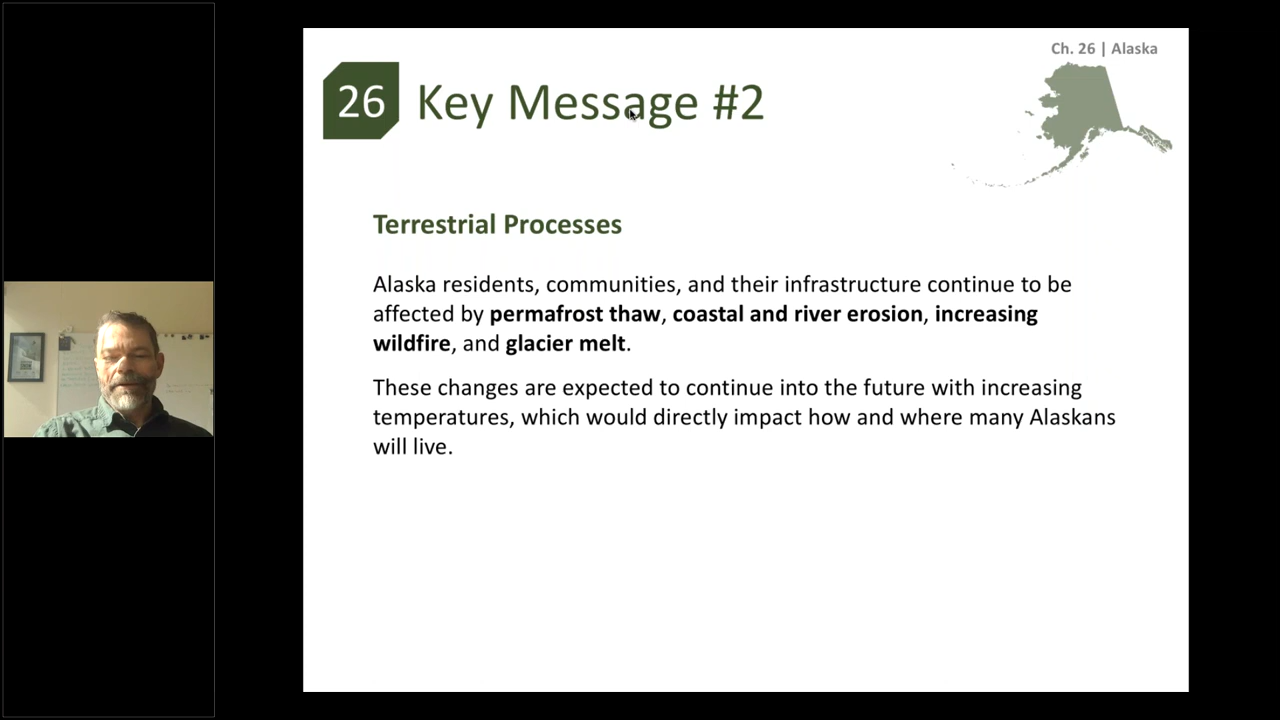 Ch. 26 | Alaska
26 Key Message #2
Terrestrial Processes
Alaska residents, communities, and their infrastructure continue to be
affected by permafrost thaw, coastal and river erosion, increasing
wildfire, and glacier melt.
These changes are expected to continue into the future with increasing
temperatures, which would directly impact how and where many Alaskans
will live.